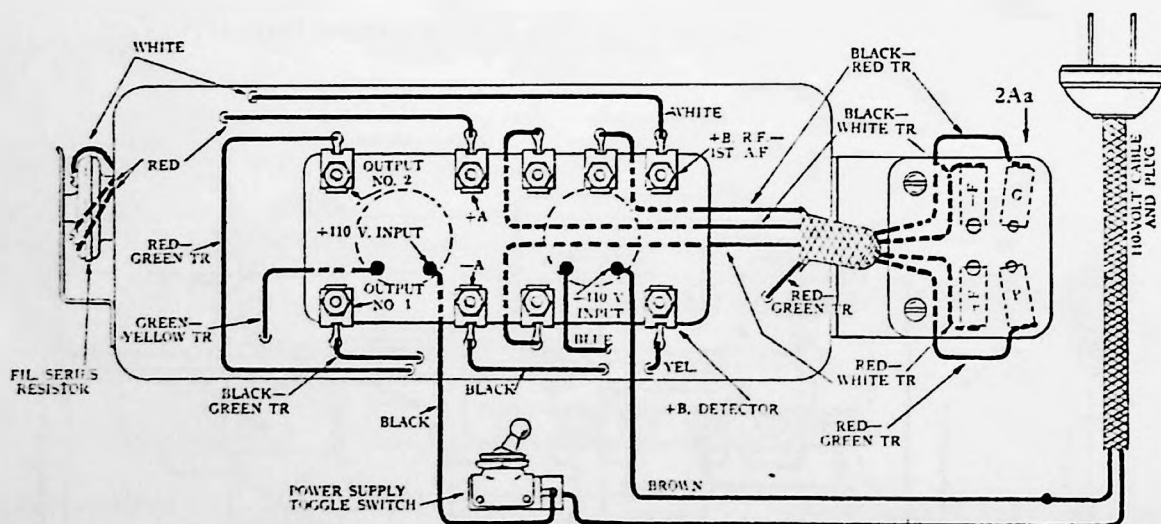 WHITE
BLACK—
RED TR
BLACK—
WHITE TR
2Aa
WHITE
+B. R.F.—
1ST A.F
RED
OUTPUT
NO. 2
+A
-F
G
110-VOLT CABLE
AND PLUG
+110 V. INPUT
RED—
GREEN TR
-A
OUTPUT
NO 1
-110 V
INPUT
RED—
GREEN TR
+F
P
GREEN—
YELLOW TR
BLUE
FIL SERIES
RESISTOR
BLACK—
GREEN TR
BLACK
YEL.
RED—
WHITE TR
BLACK
+B. DETECTOR
RED—
GREEN TR
POWER SUPPLY
TOGGLE SWITCH
BROWN